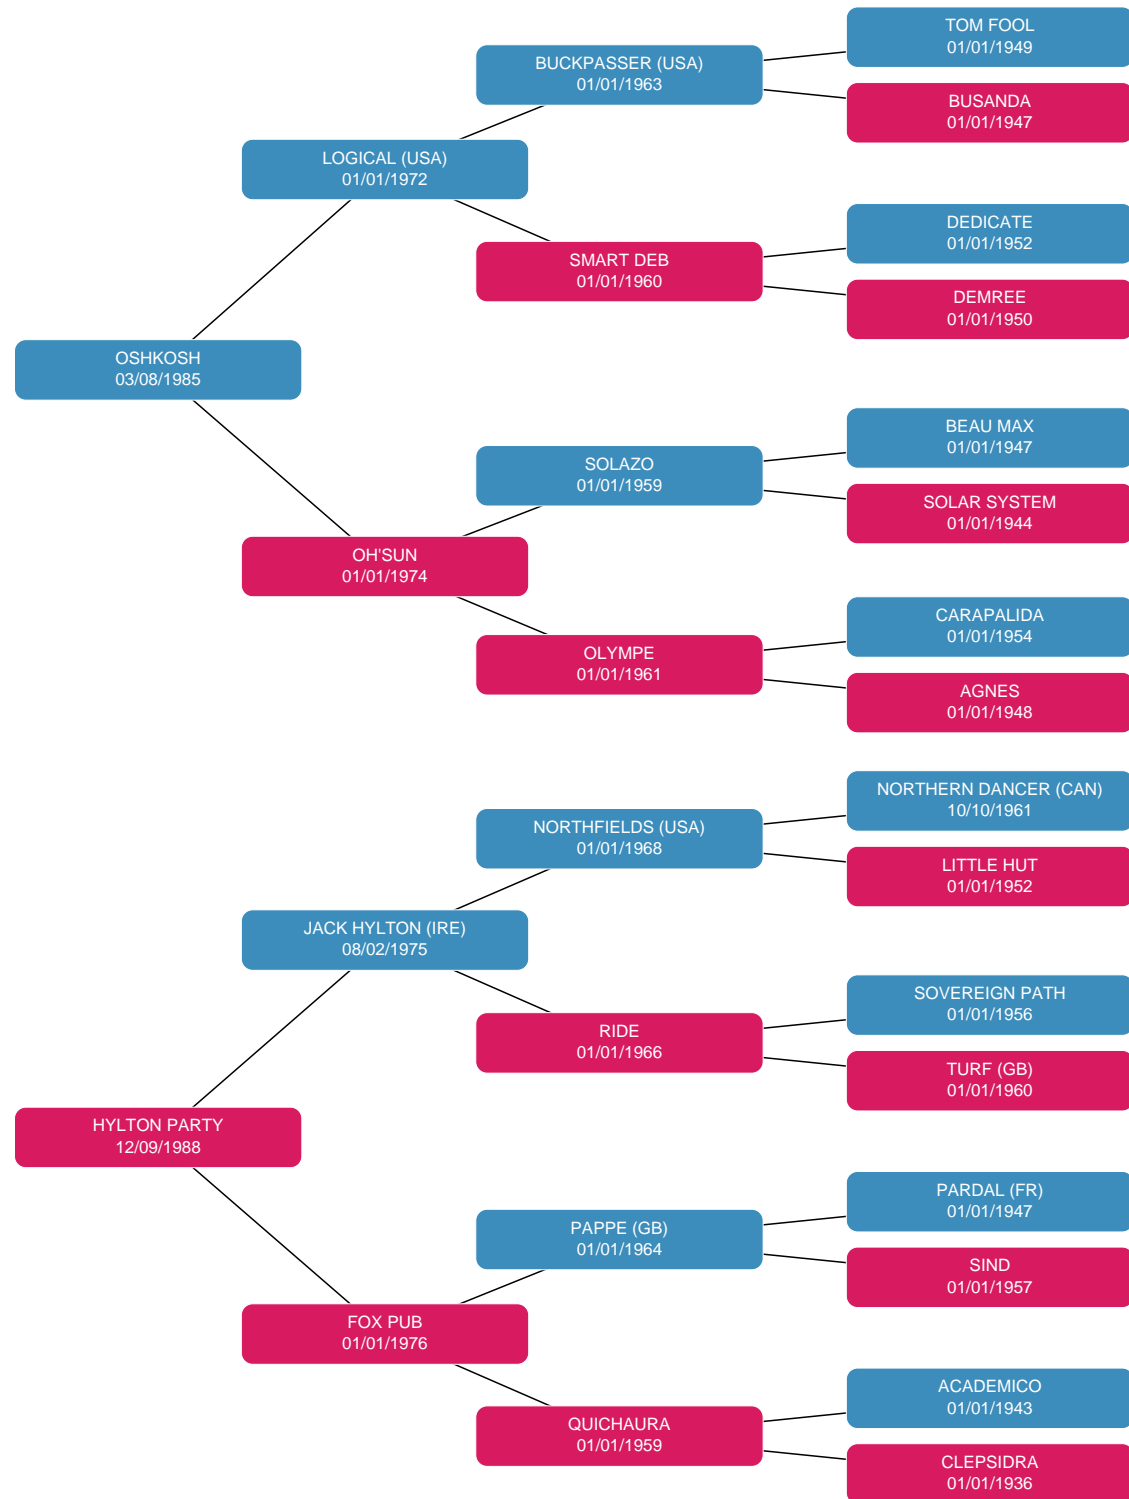 TOM FOOL
01/01/1949
BUCKPASSER (USA)
01/01/1963
BUSANDA
01/01/1947
LOGICAL (USA)
01/01/1972
DEDICATE
01/01/1952
SMART DEB
01/01/1960
DEMREE
01/01/1950
OSHKOSH
03/08/1985
BEAU MAX
01/01/1947
SOLAZO
01/01/1959
SOLAR SYSTEM
01/01/1944
OH'SUN
01/01/1974
CARAPALIDA
01/01/1954
OLYMPE
01/01/1961
AGNES
01/01/1948
NORTHERN DANCER (CAN)
10/10/1961
NORTHFIELDS (USA)
01/01/1968
LITTLE HUT
01/01/1952
JACK HYLTON (IRE)
08/02/1975
SOVEREIGN PATH
01/01/1956
RIDE
01/01/1966
TURF (GB)
01/01/1960
HYLTON PARTY
12/09/1988
PARDAL (FR)
01/01/1947
PAPPE (GB)
01/01/1964
SIND
01/01/1957
FOX PUB
01/01/1976
ACADEMICO
01/01/1943
QUICHAURA
01/01/1959
CLEPSIDRA
01/01/1936